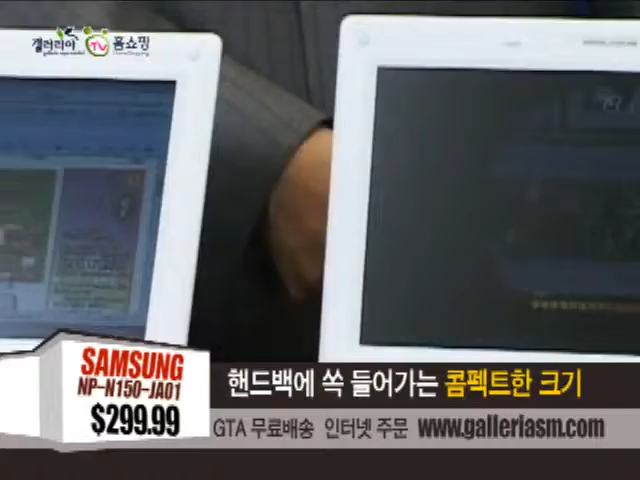 갤러리아 TV 홈쇼핑
SAMSUNG
NP-N150-JA01
$299.99
핸드백에 쏙 들어가는 콤펙트한 크기
GTA 무료배송 인터넷 주문 www.galleriasm.com